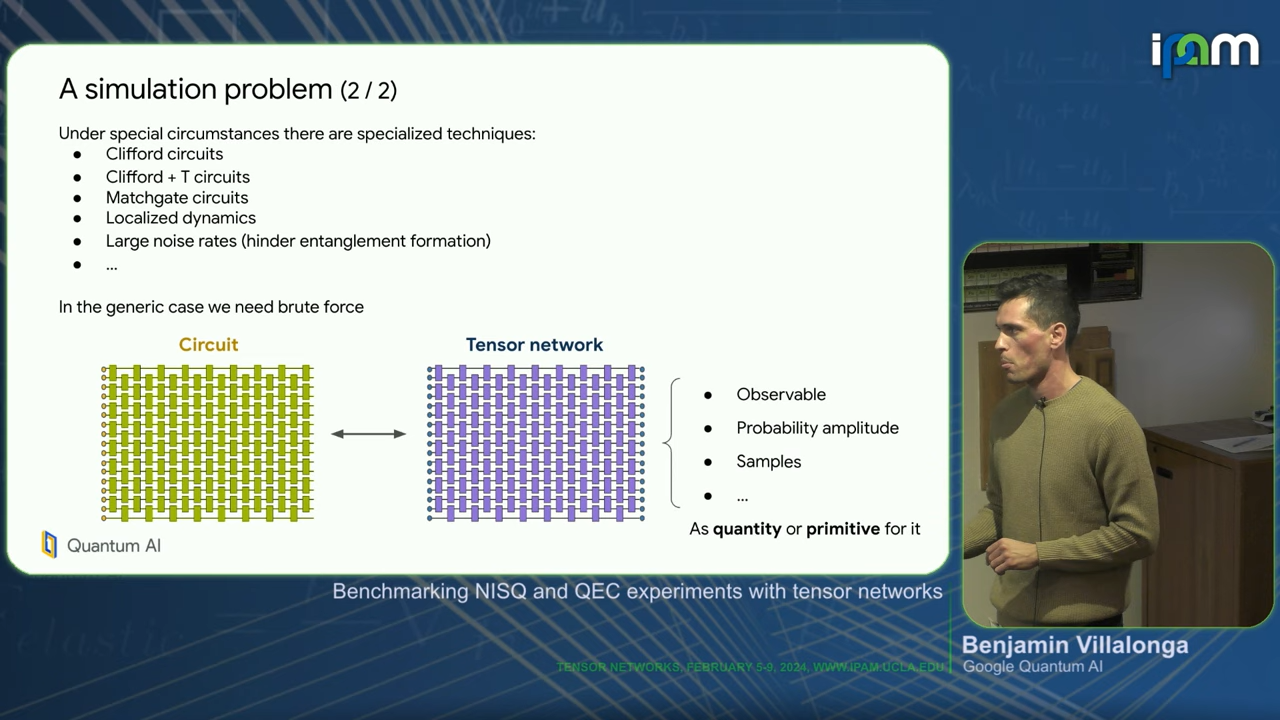 ipam
A simulation problem (2 / 2)
Under special circumstances there are specialized techniques:
● Clifford circuits
● Clifford + T circuits
● Matchgate circuits
● Localized dynamics
● Large noise rates (hinder entanglement formation)
● ...
In the generic case we need brute force
Circuit
Tensor network
● Observable
● Probability amplitude
● Samples
● ...
As quantity or primitive for it
Quantum AI
Benchmarking NISQ and QEC experiments with tensor networks
Benjamin Villalonga
Google Quantum AI
TENSOR NETWORKS, FEBRUARY 5-9, 2024, WWW.IPAM.UCLA.EDU